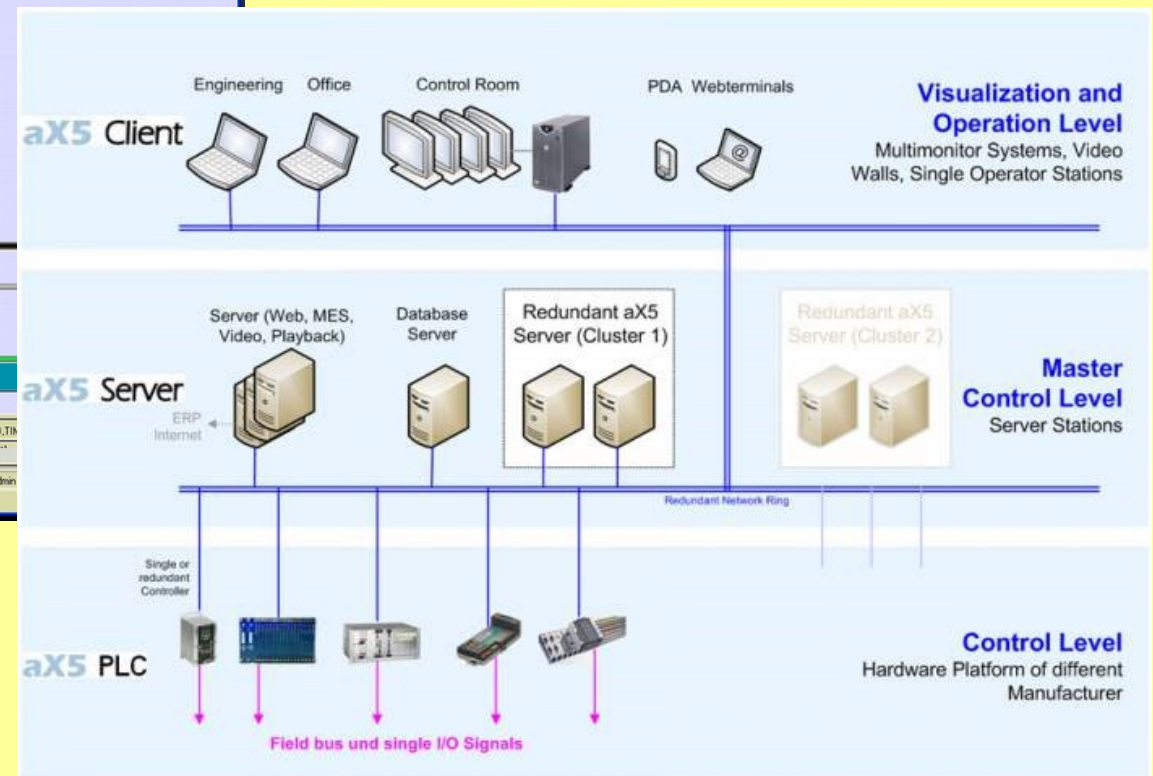 Engineering
Office
Control Room
PDA Webterminals
aX5 Client
Visualization and
Operation Level
Multimonitor Systems, Video
Walls, Single Operator Stations
Server (Web, MES,
Video, Playback)
Database
Server
Redundant aX5
Server (Cluster 1)
Redundant aX5
Server (Cluster 2)
aX5 Server
ERP
Internet
Master
Control Level
Server Stations
Redundant Network Ring
Single or
redundant
Controller
aX5 PLC
Control Level
Hardware Platform of different
Manufacturer
Field bus und single I/O Signals